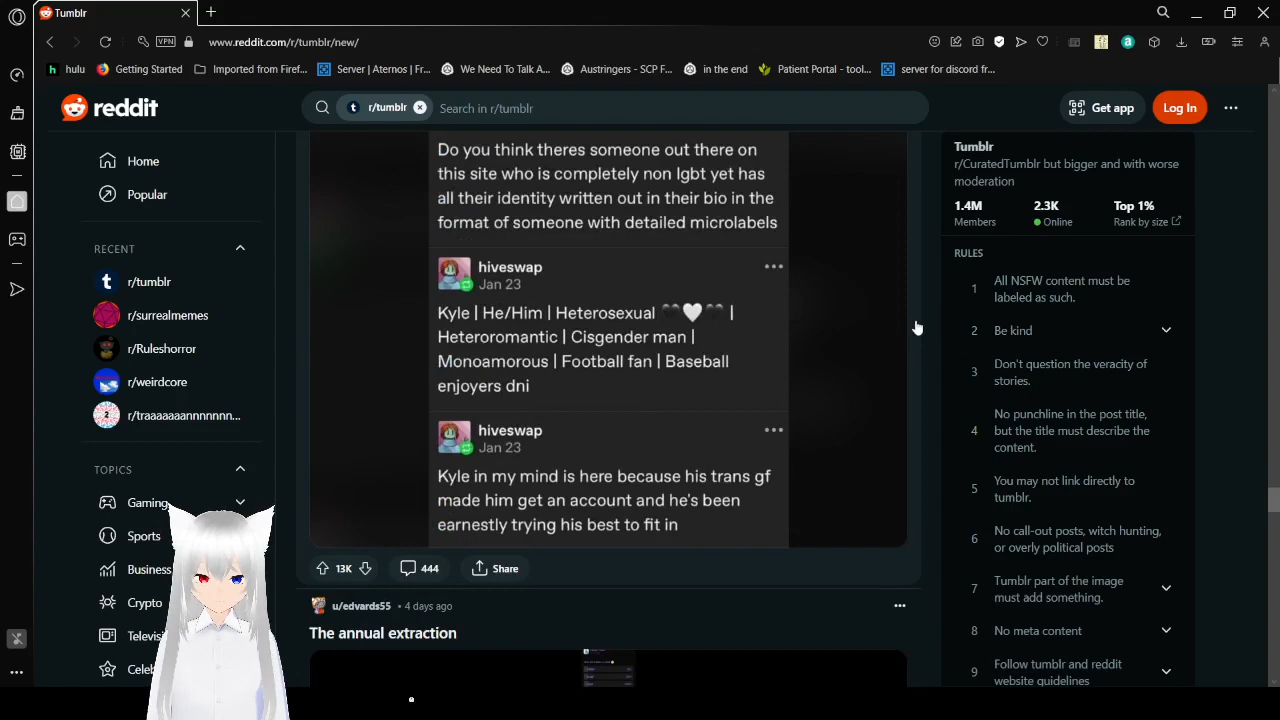 Tumblr
VPN
www.reddit.com/r/tumblr/new/
hulu
Getting Started
Imported from Firef...
Server | Aternos | Fr...
We Need To Talk A...
Austringers - SCP F...
in the end
Patient Portal - tool...
server for discord fr...
reddit
r/tumblr
Search in r/tumblr
Get app
Log In
Home
Popular
RECENT
r/tumblr
r/surrealmemes
r/Ruleshorror
r/weirdcore
r/traaaaaaannnnnnn...
TOPICS
Gaming
Sports
Business
Crypto
Televisi
Celeb
Do you think theres someone out there on
this site who is completely non lgbt yet has
all their identity written out in their bio in the
format of someone with detailed microlabels
hiveswap
Jan 23
Kyle | He/Him | Heterosexual 🖤🤍🖤 |
Heteroromantic | Cisgender man |
Monoamorous | Football fan | Baseball
enjoyers dni
hiveswap
Jan 23
Kyle in my mind is here because his trans gf
made him get an account and he's been
earnestly trying his best to fit in
13K
444
Share
u/edvards55 • 4 days ago
The annual extraction
Tumblr
r/CuratedTumblr but bigger and with worse
moderation
1.4M
Members
2.3K
Online
Top 1%
Rank by size
RULES
1 All NSFW content must be
labeled as such.
2 Be kind
3 Don't question the veracity of
stories.
4 No punchline in the post title,
but the title must describe the
content.
5 You may not link directly to
tumblr.
6 No call-out posts, witch hunting,
or overly political posts
7 Tumblr part of the image
must add something.
8 No meta content
9 Follow tumblr and reddit
website guidelines